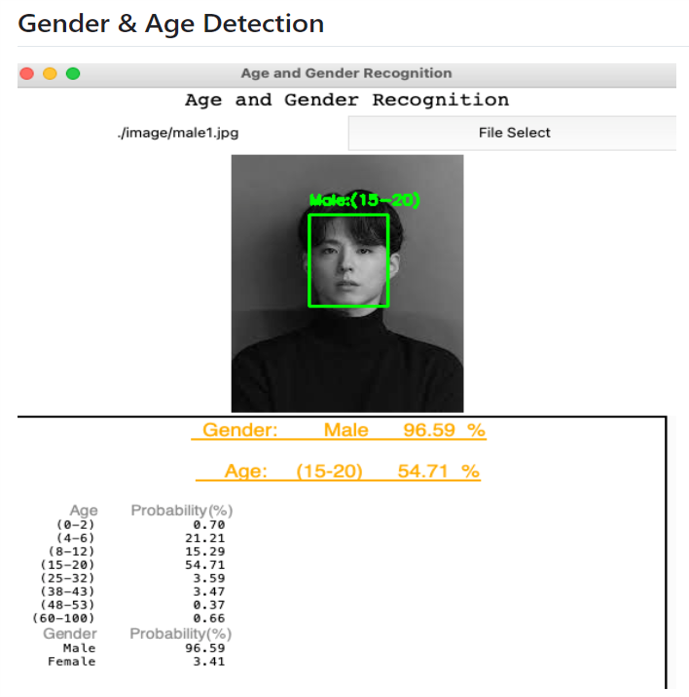 Gender & Age Detection
Age and Gender Recognition
Age and Gender Recognition
./image/male1.jpg File Select
Male:(15-20)
Gender: Male 96.59 %
Age: (15-20) 54.71 %
Age Probability(%)
(0-2) 0.70
(4-6) 21.21
(8-12) 15.29
(15-20) 54.71
(25-32) 3.59
(38-43) 3.47
(48-53) 0.37
(60-100) 0.66
Gender Probability(%)
Male 96.59
Female 3.41